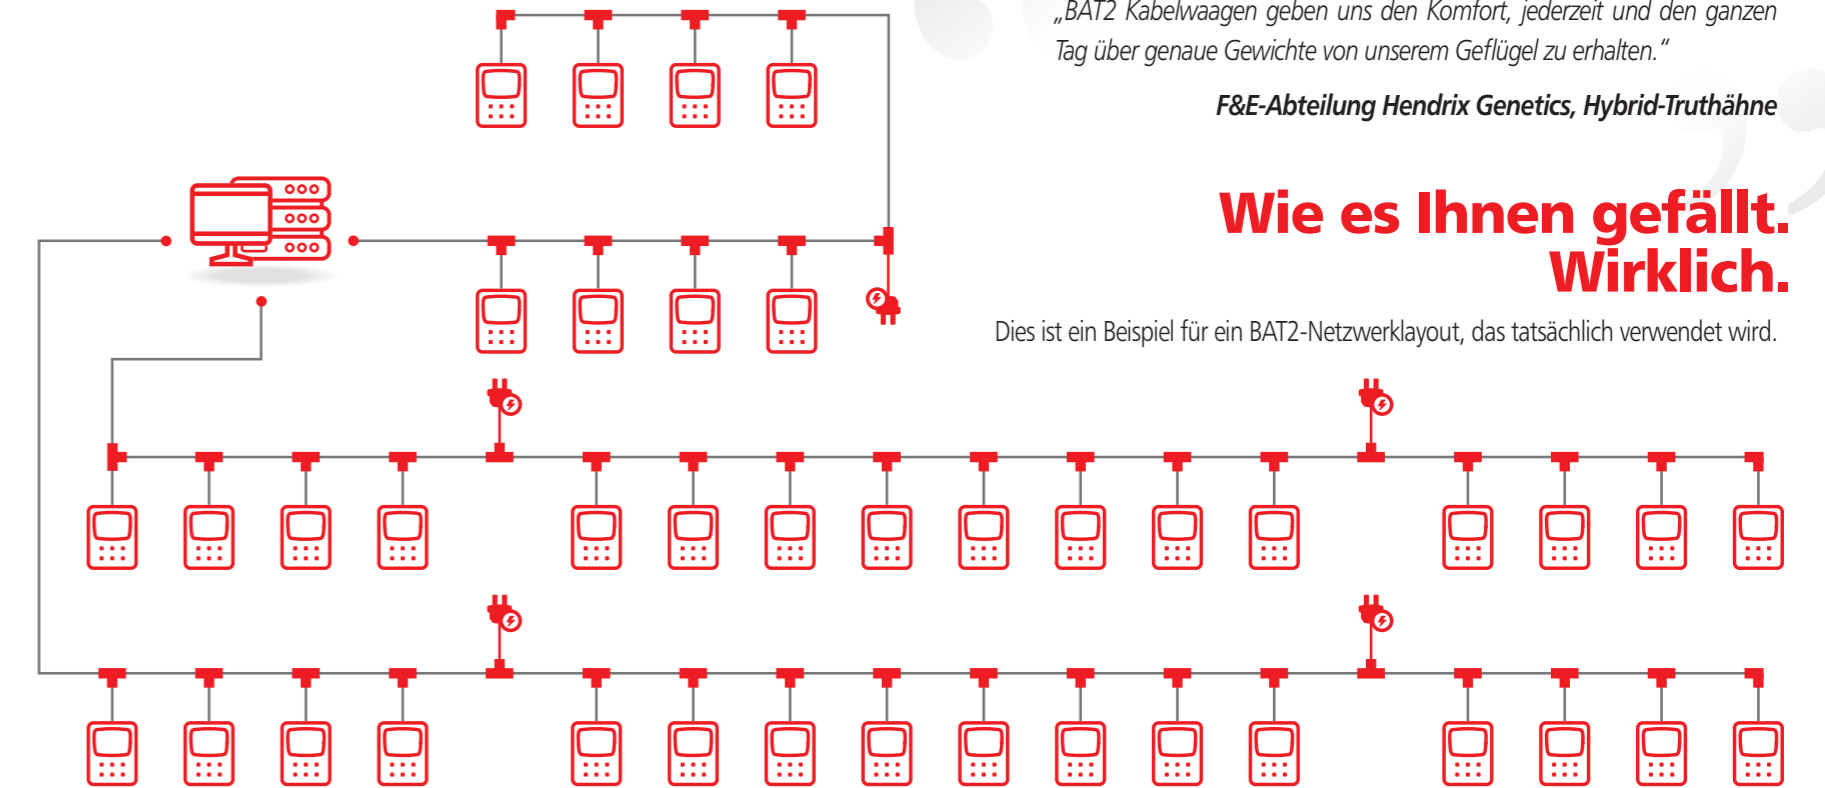 „BAT2 Kabelwaagen geben uns den Komfort, jederzeit und den ganzen
Tag über genaue Gewichte von unserem Geflügel zu erhalten.“
F&E-Abteilung Hendrix Genetics, Hybrid-Truthähne
Wie es Ihnen gefällt.
Wirklich.
Dies ist ein Beispiel für ein BAT2-Netzwerklayout, das tatsächlich verwendet wird.